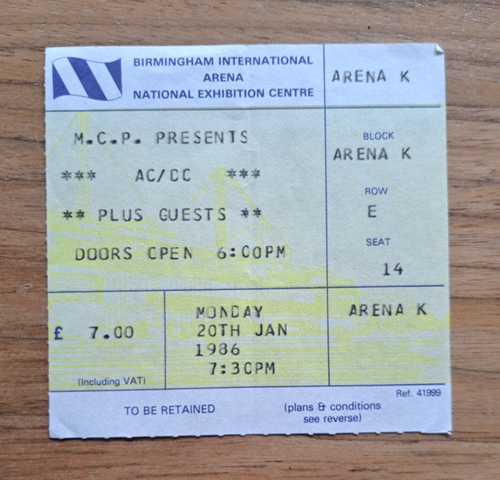 BIRMINGHAM INTERNATIONAL
ARENA
NATIONAL EXHIBITION CENTRE
ARENA K
M.C.P. PRESENTS
*** AC/DC ***
** PLUS GUESTS **
DOORS OPEN 6:00PM
BLOCK
ARENA K
ROW
E
SEAT
14
£ 7.00
(Including VAT)
MONDAY
20TH JAN
1986
7:30PM
ARENA K
Ref. 41999
TO BE RETAINED
(plans & conditions
see reverse)